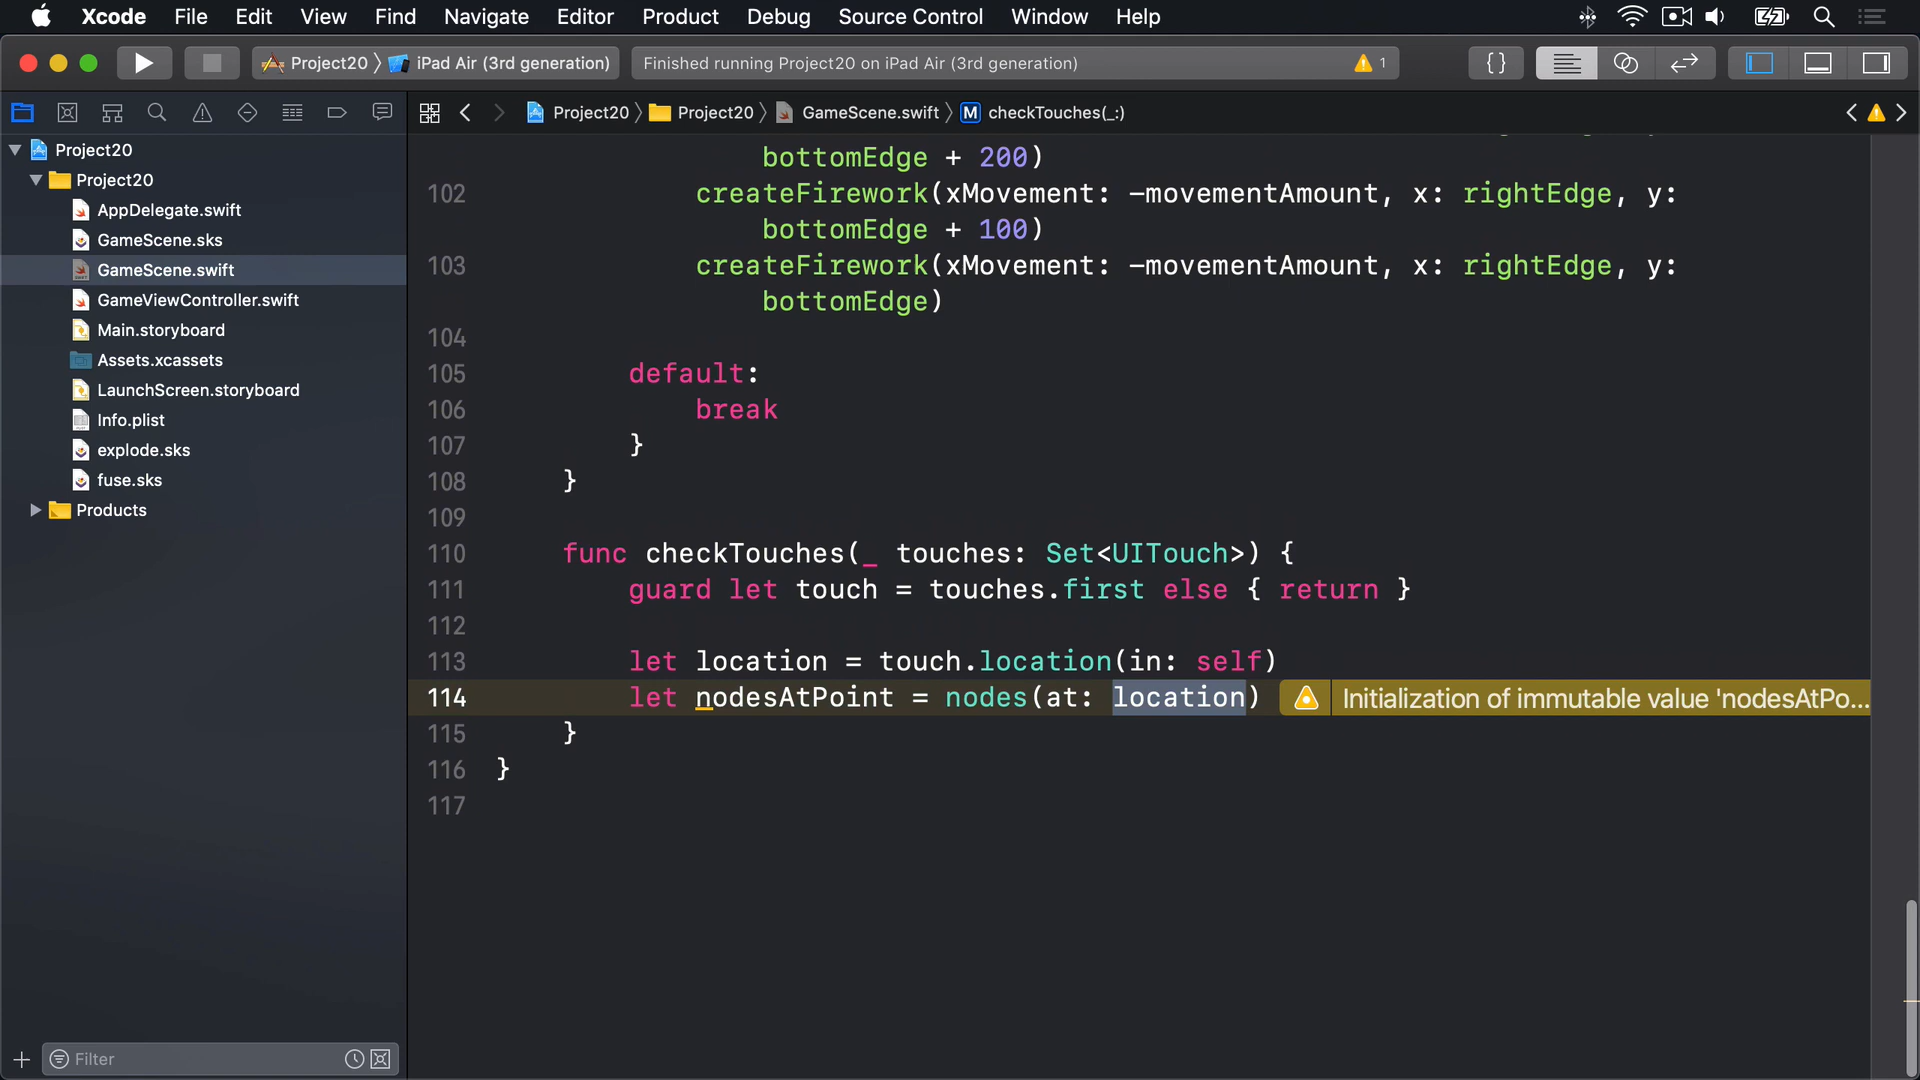 Xcode File Edit View Find Navigate Editor Product Debug Source Control Window Help
Project20 iPad Air (3rd generation) Finished running Project20 on iPad Air (3rd generation) 1 {}
Project20 Project20 GameScene.swift M checkTouches(_:)
Project20
Project20
AppDelegate.swift
GameScene.sks
GameScene.swift
GameViewController.swift
Main.storyboard
Assets.xcassets
LaunchScreen.storyboard
Info.plist
explode.sks
fuse.sks
Products
Filter
bottomEdge + 200)
102 createFirework(xMovement: -movementAmount, x: rightEdge, y:
bottomEdge + 100)
103 createFirework(xMovement: -movementAmount, x: rightEdge, y:
bottomEdge)
104
105 default:
106 break
107 }
108 }
109
110 func checkTouches(_ touches: Set<UITouch>) {
111 guard let touch = touches.first else { return }
112
113 let location = touch.location(in: self)
114 let nodesAtPoint = nodes(at: location) Initialization of immutable value 'nodesAtPo...
115 }
116 }
117